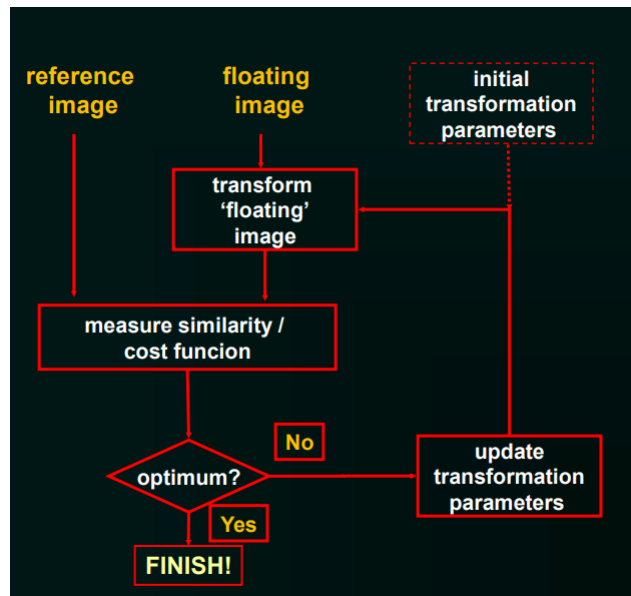 reference
image
floating
image
initial
transformation
parameters
transform
‘floating’
image
measure similarity /
cost funcion
optimum?
No
update
transformation
parameters
Yes
FINISH!